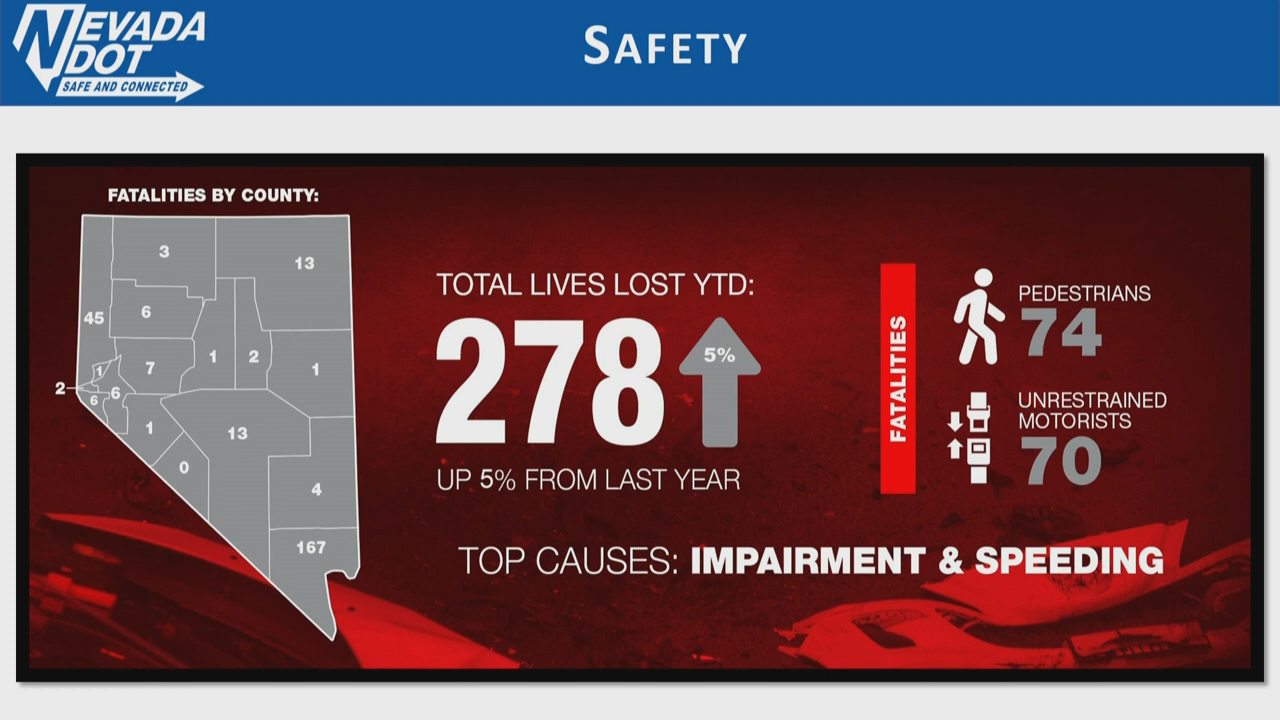 NEVADA
DOT
SAFE AND CONNECTED
SAFETY
FATALITIES BY COUNTY:
3
13
45
6
1
2
7
1
1
2
6
6
1
13
0
4
167
TOTAL LIVES LOST YTD:
278
5%
UP 5% FROM LAST YEAR
FATALITIES
PEDESTRIANS
74
UNRESTRAINED
MOTORISTS
70
TOP CAUSES: IMPAIRMENT & SPEEDING